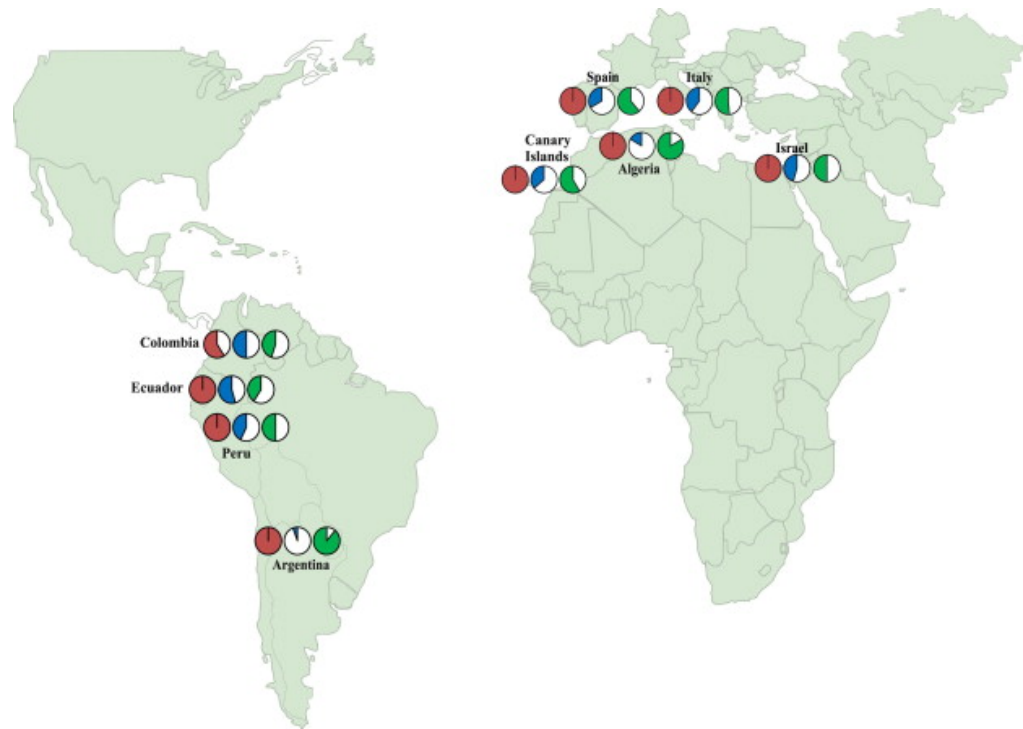 Spain
Italy
Canary
Islands
Algeria
Israel
Colombia
Ecuador
Peru
Argentina